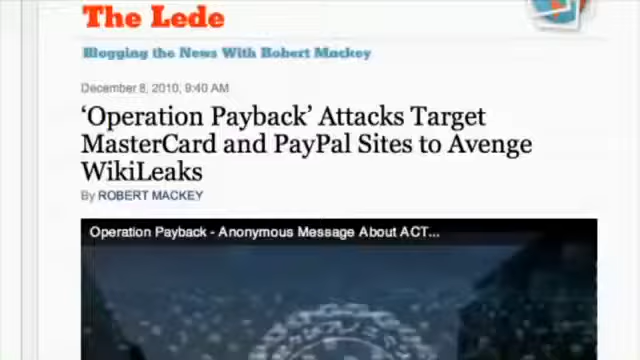 The Lede
Blogging the News With Robert Mackey
December 8, 2010, 9:40 AM
‘Operation Payback’ Attacks Target
MasterCard and PayPal Sites to Avenge
WikiLeaks
By ROBERT MACKEY
Operation Payback - Anonymous Message About ACT...